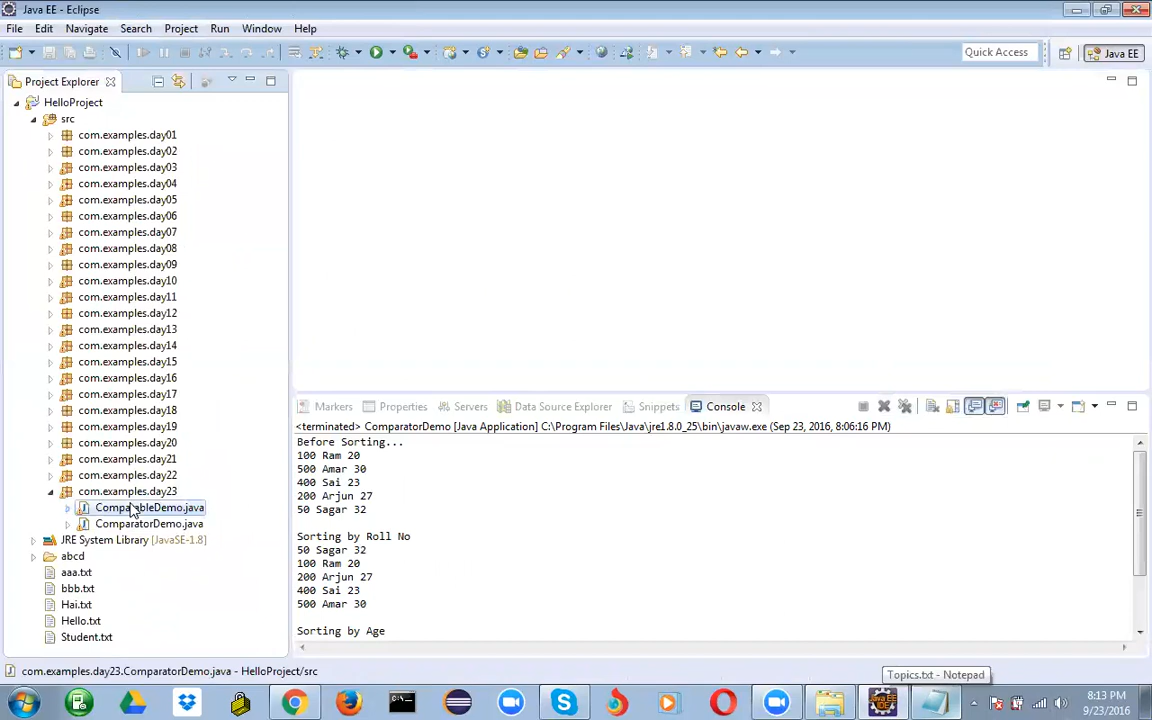 Java EE - Eclipse
File Edit Navigate Search Project Run Window Help
Quick Access
Java EE
Project Explorer
HelloProject
src
com.examples.day01
com.examples.day02
com.examples.day03
com.examples.day04
com.examples.day05
com.examples.day06
com.examples.day07
com.examples.day08
com.examples.day09
com.examples.day10
com.examples.day11
com.examples.day12
com.examples.day13
com.examples.day14
com.examples.day15
com.examples.day16
com.examples.day17
com.examples.day18
com.examples.day19
com.examples.day20
com.examples.day21
com.examples.day22
com.examples.day23
ComparableDemo.java
ComparatorDemo.java
JRE System Library [JavaSE-1.8]
abcd
aaa.txt
bbb.txt
Hai.txt
Hello.txt
Student.txt
Markers Properties Servers Data Source Explorer Snippets Console
<terminated> ComparatorDemo [Java Application] C:\Program Files\Java\jre1.8.0_25\bin\javaw.exe (Sep 23, 2016, 8:06:16 PM)
Before Sorting...
100 Ram 20
500 Amar 30
400 Sai 23
200 Arjun 27
50 Sagar 32
Sorting by Roll No
50 Sagar 32
100 Ram 20
200 Arjun 27
400 Sai 23
500 Amar 30
Sorting by Age
com.examples.day23.ComparatorDemo.java - HelloProject/src
Topics.txt - Notepad
8:13 PM
9/23/2016